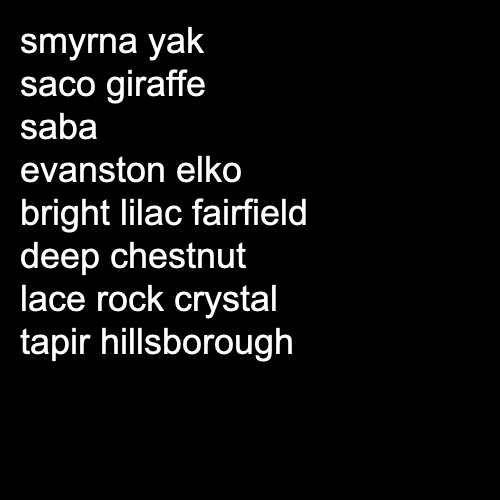 smyrna yak
saco giraffe
saba
evanston elko
bright lilac fairfield
deep chestnut
lace rock crystal
tapir hillsborough